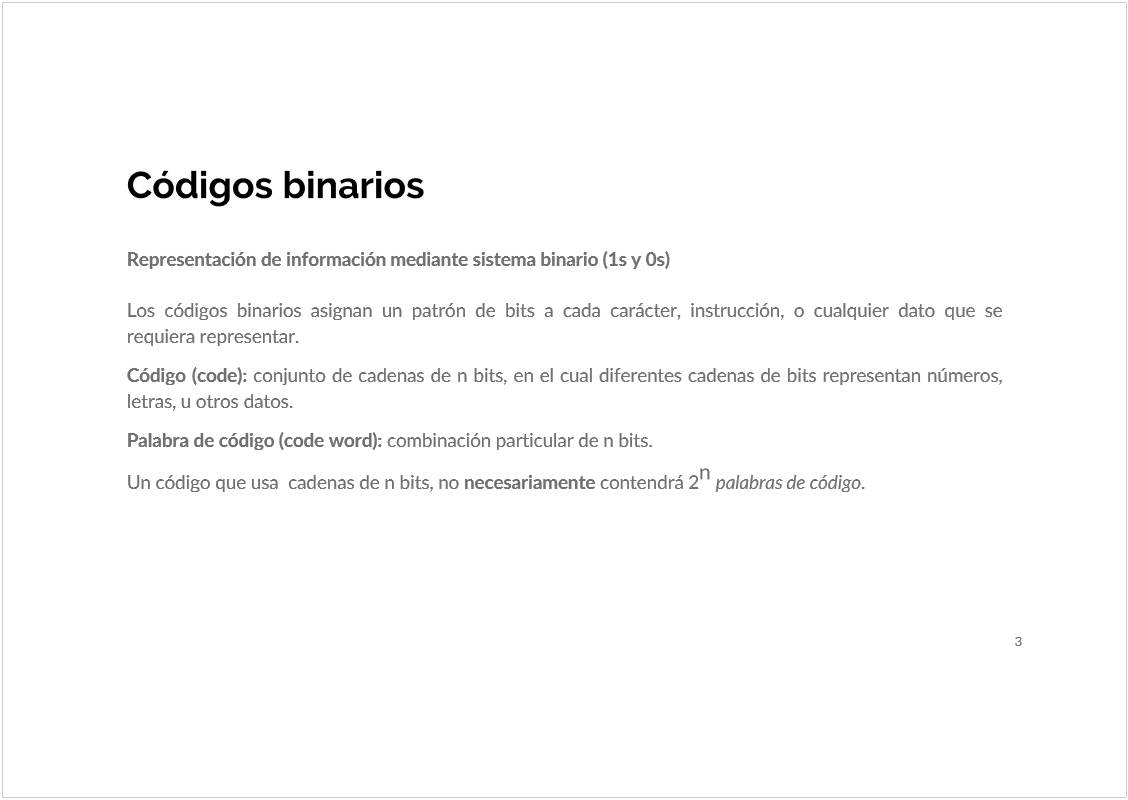 Códigos binarios
Representación de información mediante sistema binario (1s y 0s)
Los códigos binarios asignan un patrón de bits a cada carácter, instrucción, o cualquier dato que se
requiera representar.
Código (code): conjunto de cadenas de n bits, en el cual diferentes cadenas de bits representan números,
letras, u otros datos.
Palabra de código (code word): combinación particular de n bits.
Un código que usa  cadenas de n bits, no necesariamente contendrá 2ⁿ palabras de código.
3